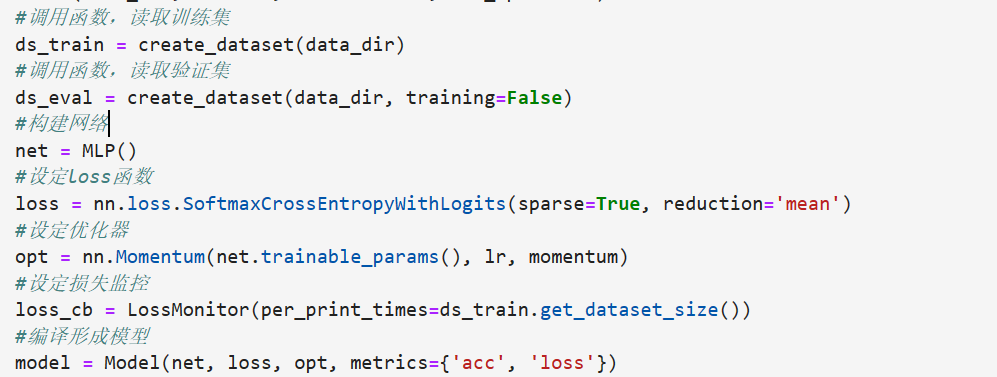 #调用函数，读取训练集
ds_train = create_dataset(data_dir)
#调用函数，读取验证集
ds_eval = create_dataset(data_dir, training=False)
#构建网络
net = MLP()
#设定loss函数
loss = nn.loss.SoftmaxCrossEntropyWithLogits(sparse=True, reduction='mean')
#设定优化器
opt = nn.Momentum(net.trainable_params(), lr, momentum)
#设定损失监控
loss_cb = LossMonitor(per_print_times=ds_train.get_dataset_size())
#编译形成模型
model = Model(net, loss, opt, metrics={'acc', 'loss'})